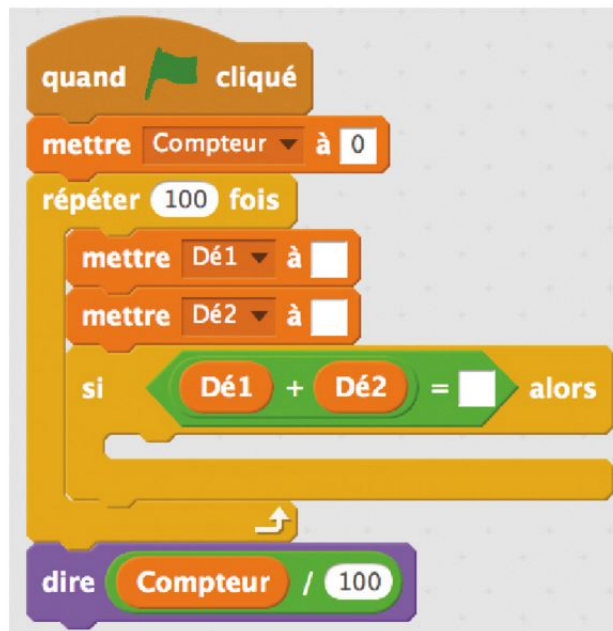 quand cliqué
mettre Compteur à 0
répéter 100 fois
mettre Dé1 à
mettre Dé2 à
si Dé1 + Dé2 = alors
dire Compteur / 100